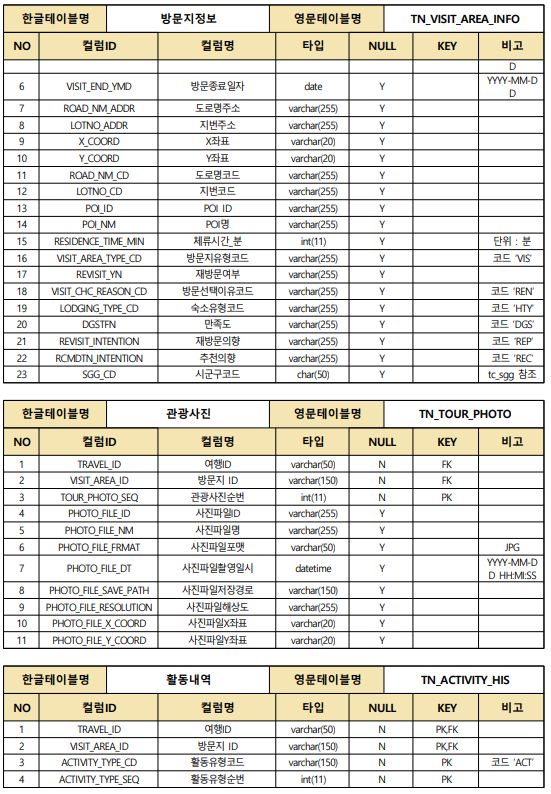 한글테이블명 방문지정보 영문테이블명 TN_VISIT_AREA_INFO
NO 컬럼ID 컬럼명 타입 NULL KEY 비고
D
6 VISIT_END_YMD 방문종료일자 date Y YYYY-MM-D
D
7 ROAD_NM_ADDR 도로명주소 varchar(255) Y
8 LOTNO_ADDR 지번주소 varchar(255) Y
9 X_COORD X좌표 varchar(20) Y
10 Y_COORD Y좌표 varchar(20) Y
11 ROAD_NM_CD 도로명코드 varchar(255) Y
12 LOTNO_CD 지번코드 varchar(255) Y
13 POI_ID POI ID varchar(255) Y
14 POI_NM POI명 varchar(255) Y
15 RESIDENCE_TIME_MIN 체류시간_분 int(11) Y 단위 : 분
16 VISIT_AREA_TYPE_CD 방문지유형코드 varchar(255) Y 코드 ‘VIS’
17 REVISIT_YN 재방문여부 varchar(255) Y
18 VISIT_CHC_REASON_CD 방문선택이유코드 varchar(255) Y 코드 ‘REN’
19 LODGING_TYPE_CD 숙소유형코드 varchar(255) Y 코드 ‘HTY’
20 DGSTFN 만족도 varchar(255) Y 코드 ‘DGS’
21 REVISIT_INTENTION 재방문의향 varchar(255) Y 코드 ‘REP’
22 RCMDTN_INTENTION 추천의향 varchar(255) Y 코드 ‘REC’
23 SGG_CD 시군구코드 char(50) Y tc_sgg 참조
한글테이블명 관광사진 영문테이블명 TN_TOUR_PHOTO
NO 컬럼ID 컬럼명 타입 NULL KEY 비고
1 TRAVEL_ID 여행ID varchar(50) N FK
2 VISIT_AREA_ID 방문지 ID varchar(150) N FK
3 TOUR_PHOTO_SEQ 관광사진순번 int(11) N PK
4 PHOTO_FILE_ID 사진파일ID varchar(255) Y
5 PHOTO_FILE_NM 사진파일명 varchar(255) Y
6 PHOTO_FILE_FRMAT 사진파일포맷 varchar(50) Y JPG
7 PHOTO_FILE_DT 사진파일촬영일시 datetime Y YYYY-MM-D
D HH:MI:SS
8 PHOTO_FILE_SAVE_PATH 사진파일저장경로 varchar(150) Y
9 PHOTO_FILE_RESOLUTION 사진파일해상도 varchar(255) Y
10 PHOTO_FILE_X_COORD 사진파일X좌표 varchar(20) Y
11 PHOTO_FILE_Y_COORD 사진파일Y좌표 varchar(20) Y
한글테이블명 활동내역 영문테이블명 TN_ACTIVITY_HIS
NO 컬럼ID 컬럼명 타입 NULL KEY 비고
1 TRAVEL_ID 여행ID varchar(50) N PK,FK
2 VISIT_AREA_ID 방문지 ID varchar(150) N PK,FK
3 ACTIVITY_TYPE_CD 활동유형코드 varchar(150) N PK 코드 ‘ACT’
4 ACTIVITY_TYPE_SEQ 활동유형순번 int(11) N PK